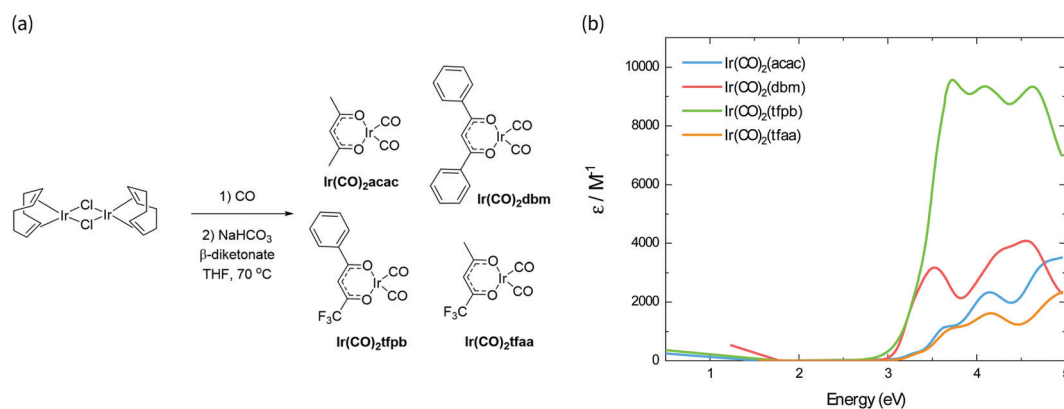 (a)
Ir
Cl
Cl
Ir
1) CO
2) NaHCO3
β-diketonate
THF, 70 °C
O
O
Ir
CO
CO
Ir(CO)2acac
O
O
Ir
CO
CO
Ir(CO)2dbm
O
O
Ir
CO
CO
F3C
Ir(CO)2tfpb
O
O
Ir
CO
CO
F3C
Ir(CO)2tfaa
(b)
Ir(CO)2(acac)
Ir(CO)2(dbm)
Ir(CO)2(tfpb)
Ir(CO)2(tfaa)
10000
8000
6000
4000
2000
0
ε / M-1
1 2 3 4 5
Energy (eV)